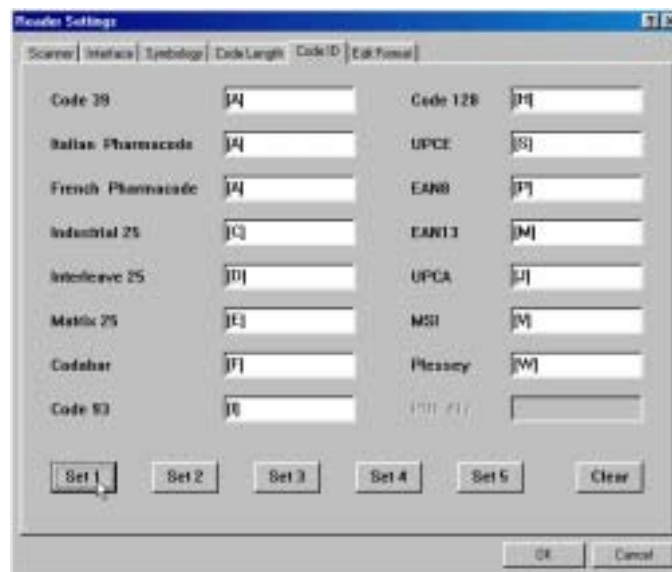 Reader Settings
Scanner Interface Symbology Code Length Code ID Edit Format
Code 39 [A] Code 128 [H]
Italian Pharmacode [A] UPCE [S]
French Pharmacode [A] EAN8 [P]
Industrial 25 [C] EAN13 [M]
Interleave 25 [D] UPCA [J]
Matrix 25 [E] MSI [V]
Codabar [F] Plessey [W]
Code 93 [I]
Set 1 Set 2 Set 3 Set 4 Set 5 Clear
OK Cancel